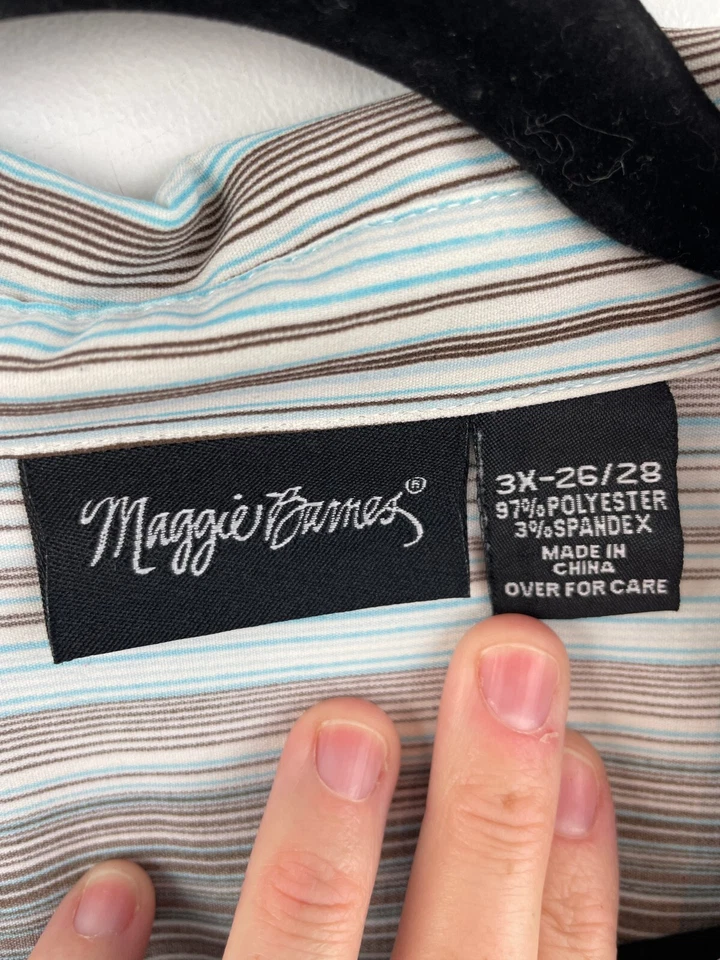 Maggie Barnes®
3X-26/28
97% POLYESTER
3% SPANDEX
MADE IN
CHINA
OVER FOR CARE